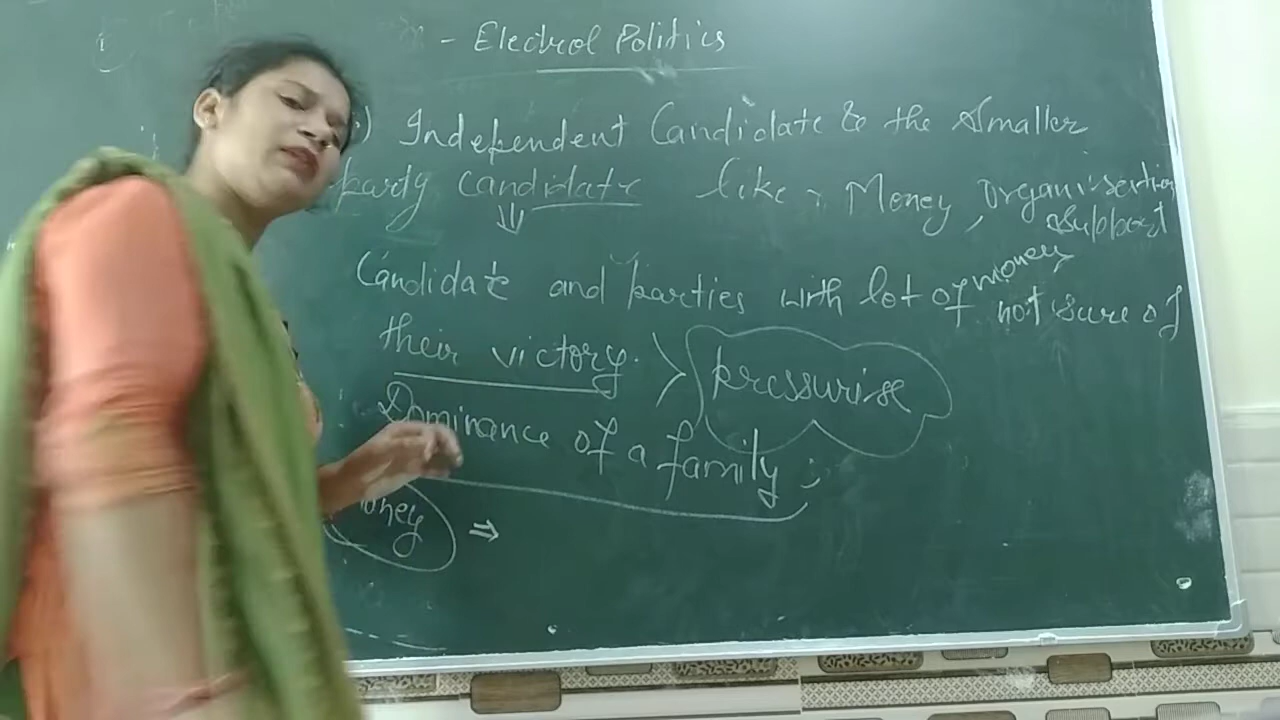 - Electrol Politics
Independent Candidate & the Smaller
party candidate like, Money, Organisation
support
Candidate and parties with lot of money
not sure of
their victory. > pressurise
Dominance of a family :
oney ⇒